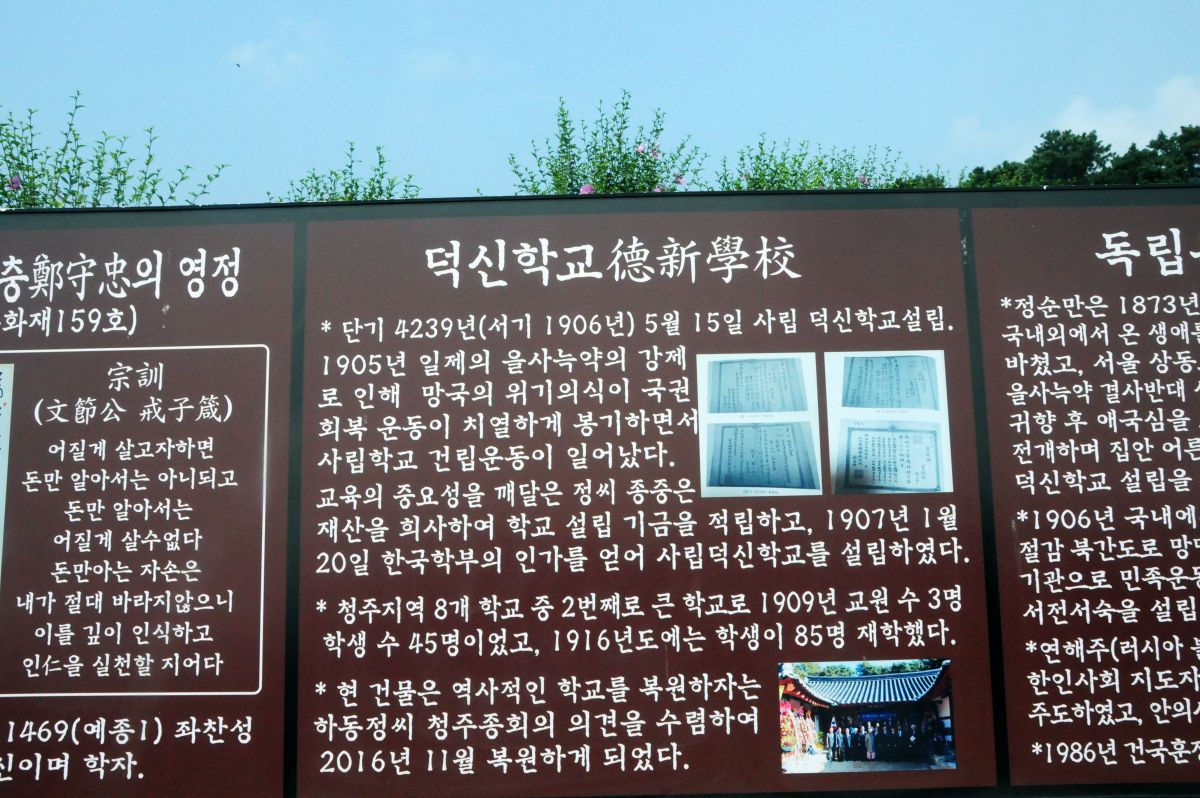 충鄭守忠의 영정
화재159호)
宗訓
(文節公 戒子箴)
어질게 살고자하면
돈만 알아서는 아니되고
돈만 알아서는
어질게 살수없다
돈만아는 자손은
내가 절대 바라지않으니
이를 깊이 인식하고
인仁을 실천할 지어다
1469(예종1) 좌찬성
신이며 학자.
덕신학교德新學校
* 단기 4239년(서기 1906년) 5월 15일 사립 덕신학교설립.
1905년 일제의 을사늑약의 강제
로 인해 망국의 위기의식이 국권
회복 운동이 치열하게 봉기하면서
사립학교 건립운동이 일어났다.
교육의 중요성을 깨달은 정씨 종중은
재산을 희사하여 학교 설립 기금을 적립하고, 1907년 1월
20일 한국학부의 인가를 얻어 사립덕신학교를 설립하였다.
* 청주지역 8개 학교 중 2번째로 큰 학교로 1909년 교원 수 3명
학생 수 45명이었고, 1916년도에는 학생이 85명 재학했다.
* 현 건물은 역사적인 학교를 복원하자는
하동정씨 청주종회의 의견을 수렴하여
2016년 11월 복원하게 되었다.
독립
*정순만은 1873년
국내외에서 온 생애를
바쳤고, 서울 상동
을사늑약 결사반대
귀향 후 애국심을
전개하며 집안 어른
덕신학교 설립을
*1906년 국내에
절감 북간도로 망명
기관으로 민족운동
서전서숙을 설립
*연해주(러시아
한인사회 지도자
주도하였고, 안의사
*1986년 건국훈장